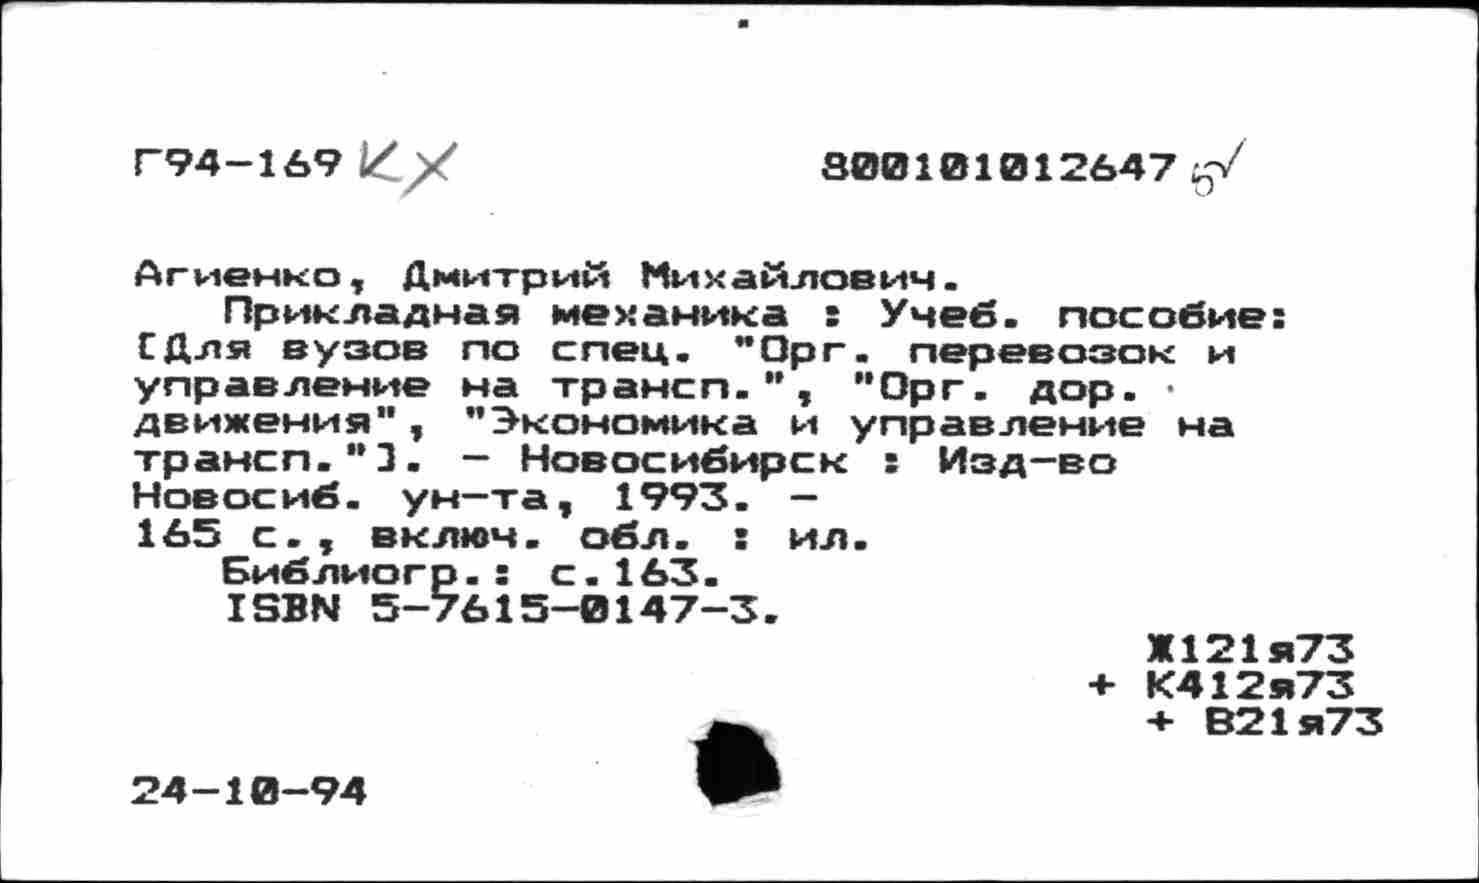 Г94-169 КХ 800101012647
Агиенко, Дмитрий Михайлович.
Прикладная механика : Учеб. пособие:
[Для вузов по спец. "Орг. перевозок и
управление на трансп.", "Орг. дор.
движения", "Экономика и управление на
трансп."]. - Новосибирск : Изд-во
Новосиб. ун-та, 1993. -
165 с., включ. обл. : ил.
Библиогр.: с.163.
ISBN 5-7615-0147-3.
Ж121я73
+ К412я73
+ В21я73
24-10-94